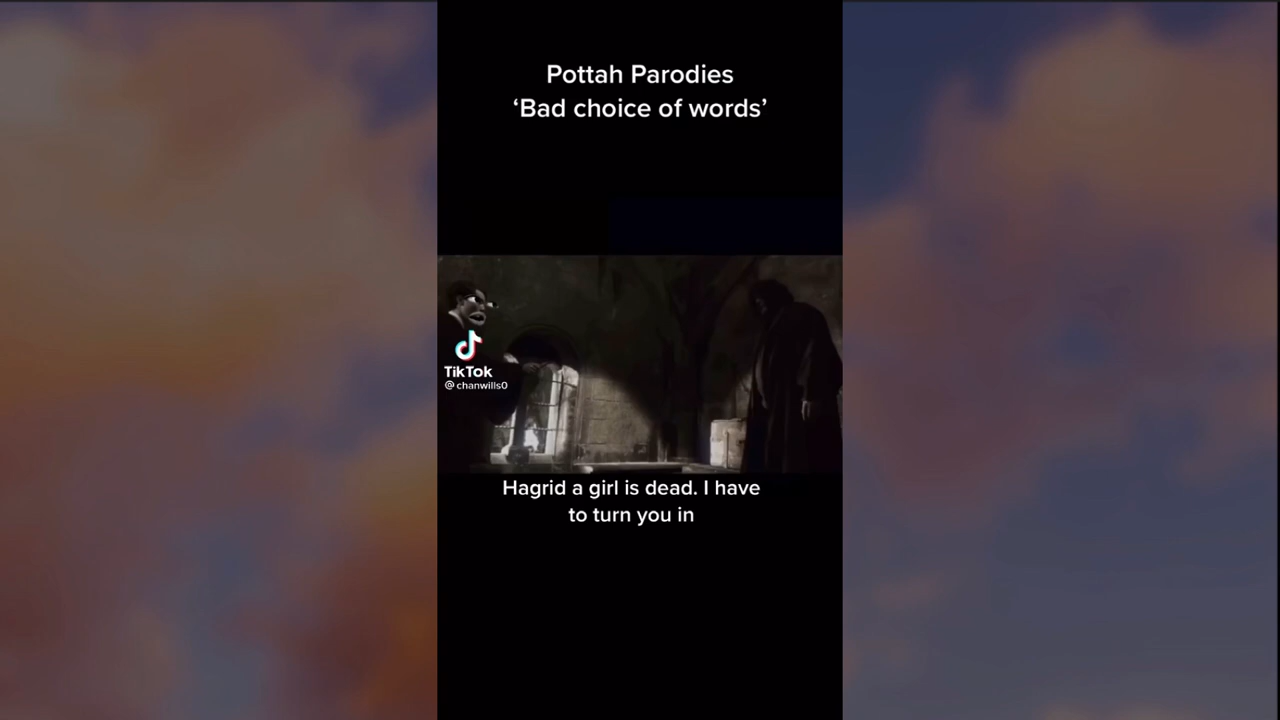 Pottah Parodies
‘Bad choice of words’
TikTok
@chanwills0
Hagrid a girl is dead. I have
to turn you in